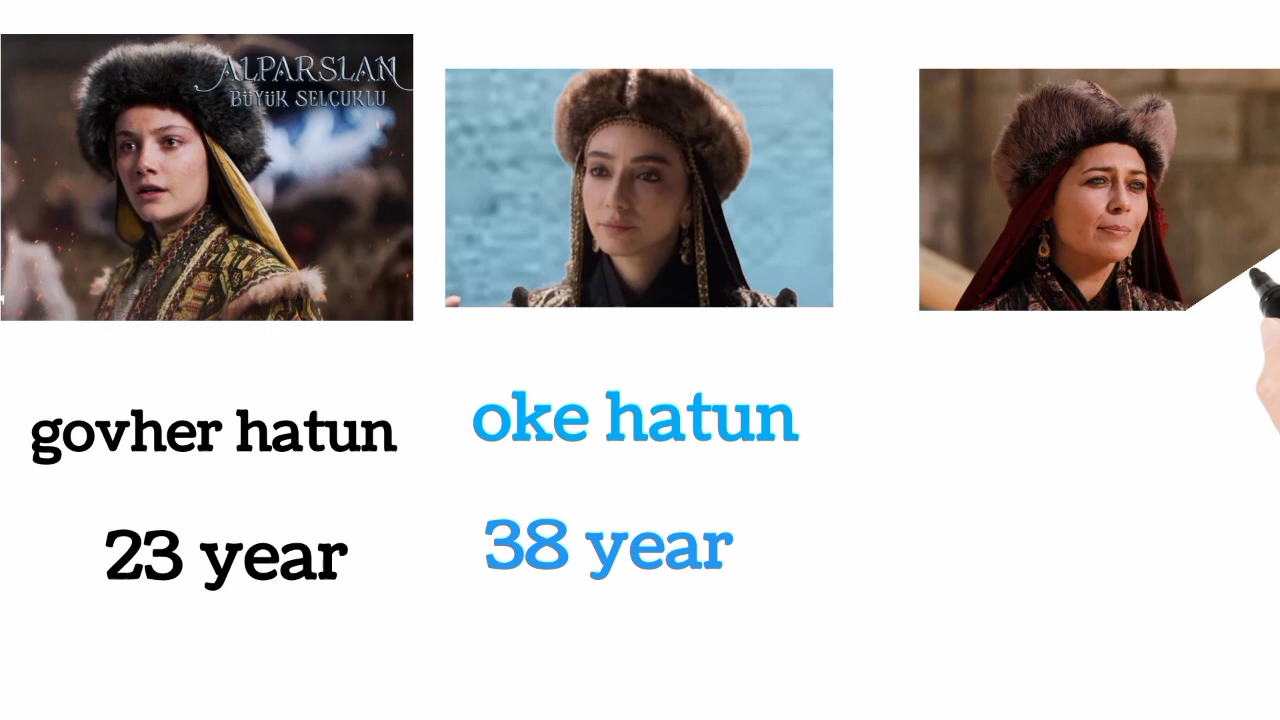 ALPARSLAN
BÜYÜK SELÇUKLU
govher hatun
oke hatun
23 year
38 year